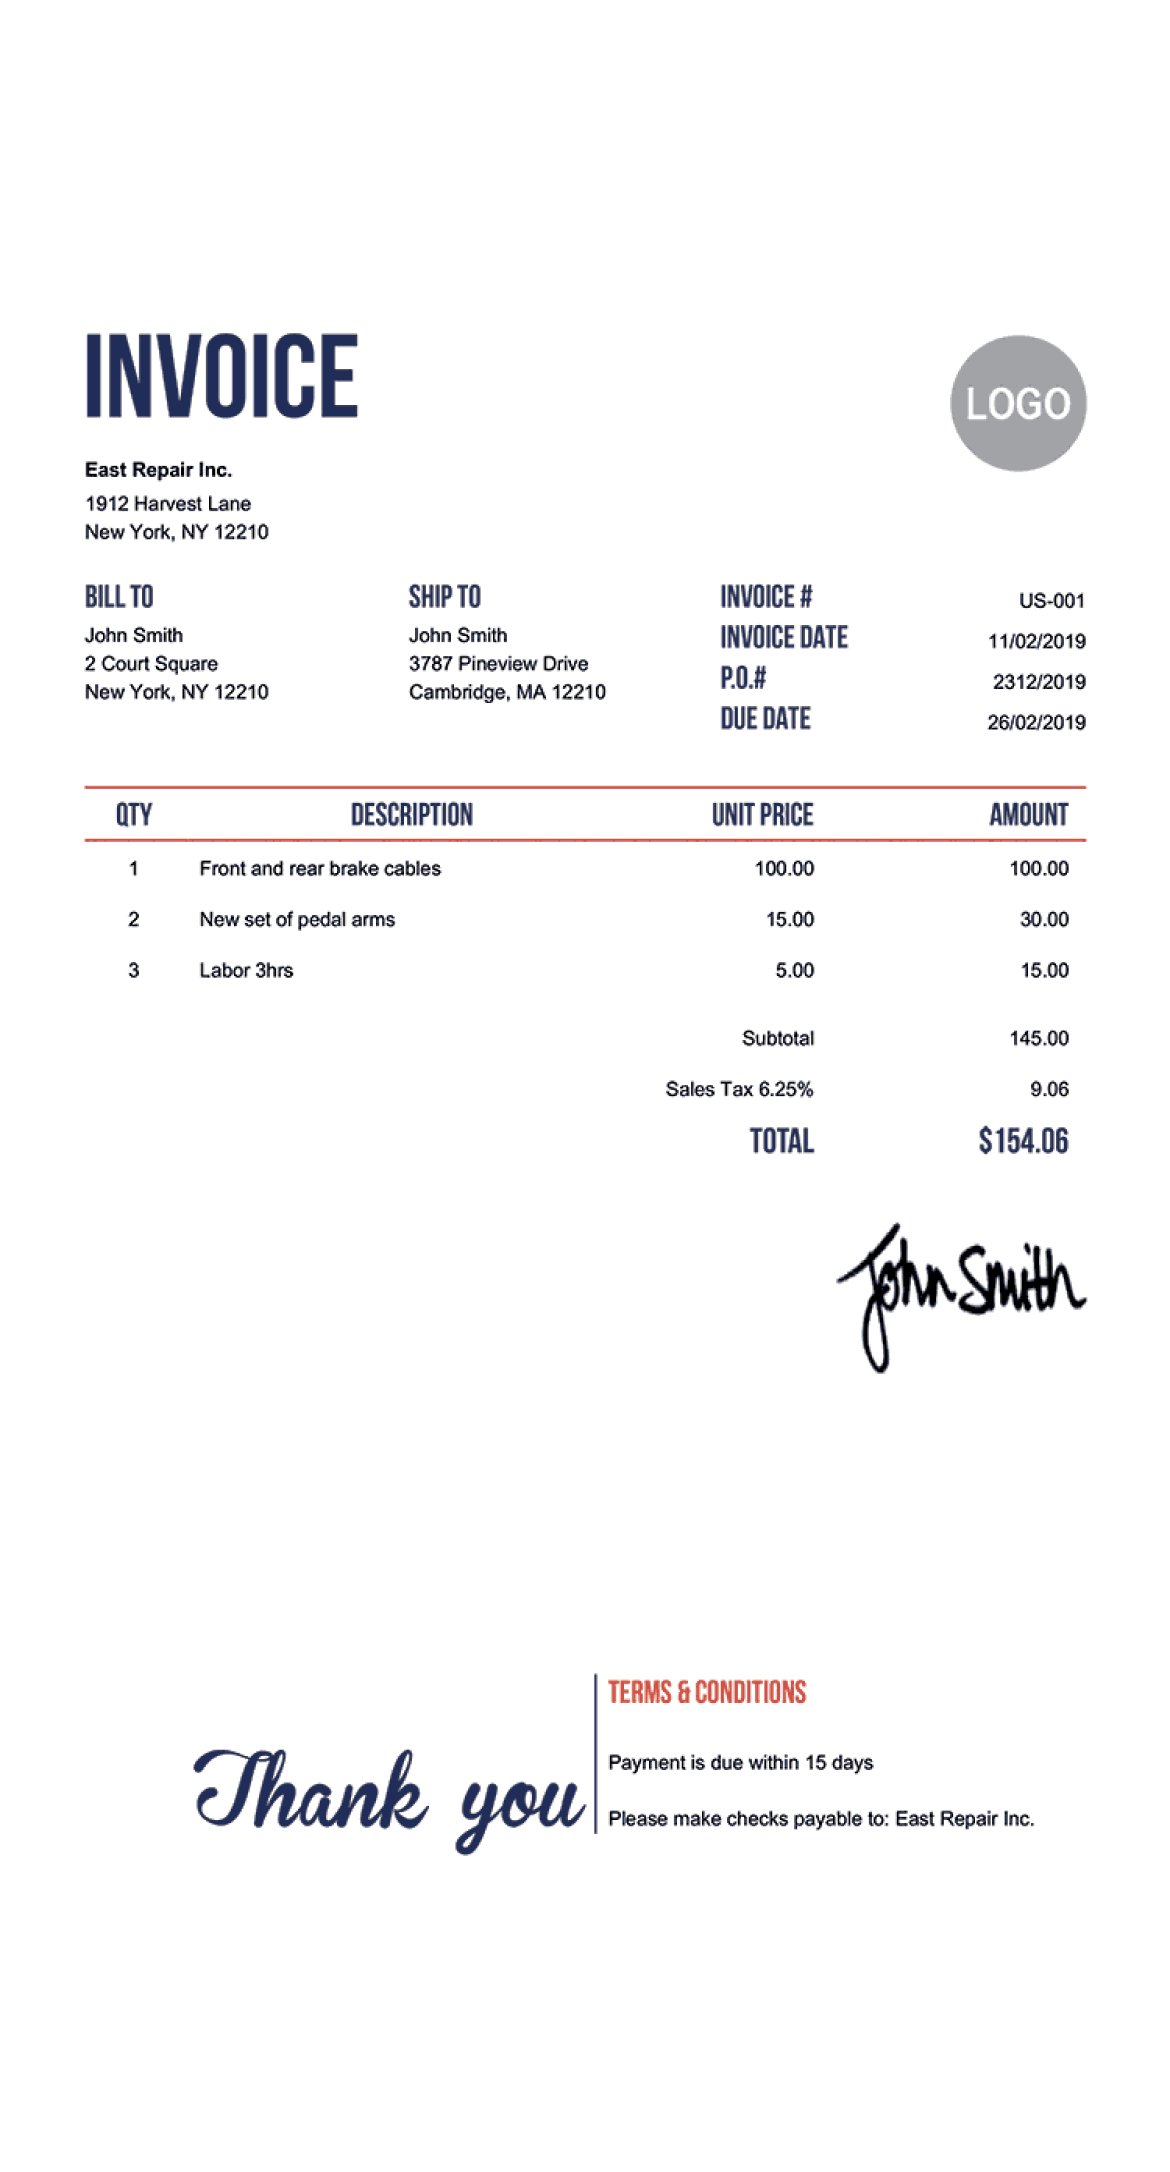 INVOICE
LOGO
East Repair Inc.
1912 Harvest Lane
New York, NY 12210
BILL TO
John Smith
2 Court Square
New York, NY 12210
SHIP TO
John Smith
3787 Pineview Drive
Cambridge, MA 12210
INVOICE # US-001
INVOICE DATE 11/02/2019
P.O.# 2312/2019
DUE DATE 26/02/2019
QTY DESCRIPTION UNIT PRICE AMOUNT
1 Front and rear brake cables 100.00 100.00
2 New set of pedal arms 15.00 30.00
3 Labor 3hrs 5.00 15.00
Subtotal 145.00
Sales Tax 6.25% 9.06
TOTAL $154.06
John Smith
Thank you
TERMS & CONDITIONS
Payment is due within 15 days
Please make checks payable to: East Repair Inc.